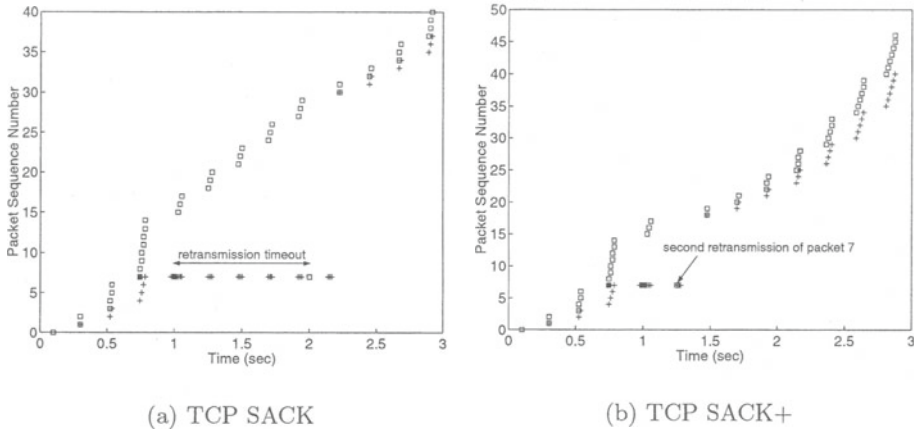 40
35
30
25
20
15
10
5
0
Packet Sequence Number
retransmission timeout
0 0.5 1 1.5 2 2.5 3
Time (sec)
(a) TCP SACK
50
45
40
35
30
25
20
15
10
5
0
Packet Sequence Number
second retransmission of packet 7
0 0.5 1 1.5 2 2.5 3
Time (sec)
(b) TCP SACK+